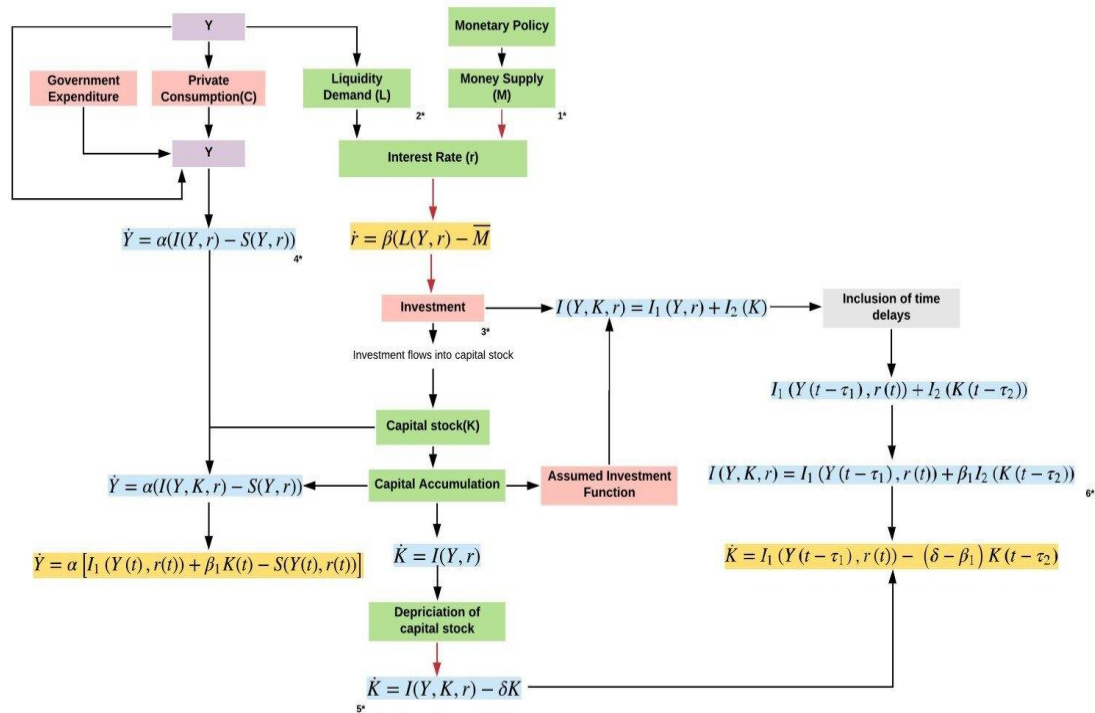 Y
Monetary Policy
Government
Expenditure
Private
Consumption(C)
Liquidity
Demand (L)
2*
Money Supply
(M)
1*
Y
Interest Rate (r)
Ẏ = α(I(Y, r) − S(Y, r))
4*
ṙ = β(L(Y, r) − M̅
Investment
3*
I (Y, K, r) = I₁ (Y, r) + I₂ (K)
Inclusion of time
delays
Investment flows into capital stock
I₁ (Y (t − τ₁) , r (t)) + I₂ (K (t − τ₂))
Capital stock(K)
Ẏ = α(I(Y, K, r) − S(Y, r))
Capital Accumulation
Assumed Investment
Function
I (Y, K, r) = I₁ (Y (t − τ₁) , r (t)) + β₁I₂ (K (t − τ₂))
6*
Ẏ = α [I₁ (Y(t) , r(t)) + β₁K(t) − S(Y(t), r(t))]
K̇ = I(Y, r)
K̇ = I₁ (Y (t − τ₁) , r (t)) − (δ − β₁) K (t − τ₂)
Depriciation of
capital stock
K̇ = I(Y, K, r) − δK
5*